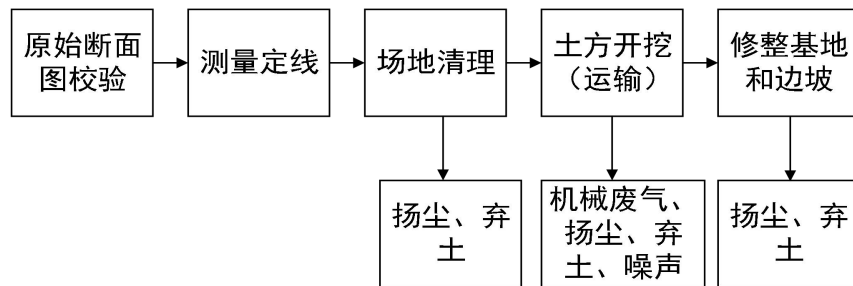 原始断面
图校验
测量定线
场地清理
土方开挖
（运输）
修整基地
和边坡
扬尘、弃
土
机械废气、
扬尘、弃
土、噪声
扬尘、弃
土